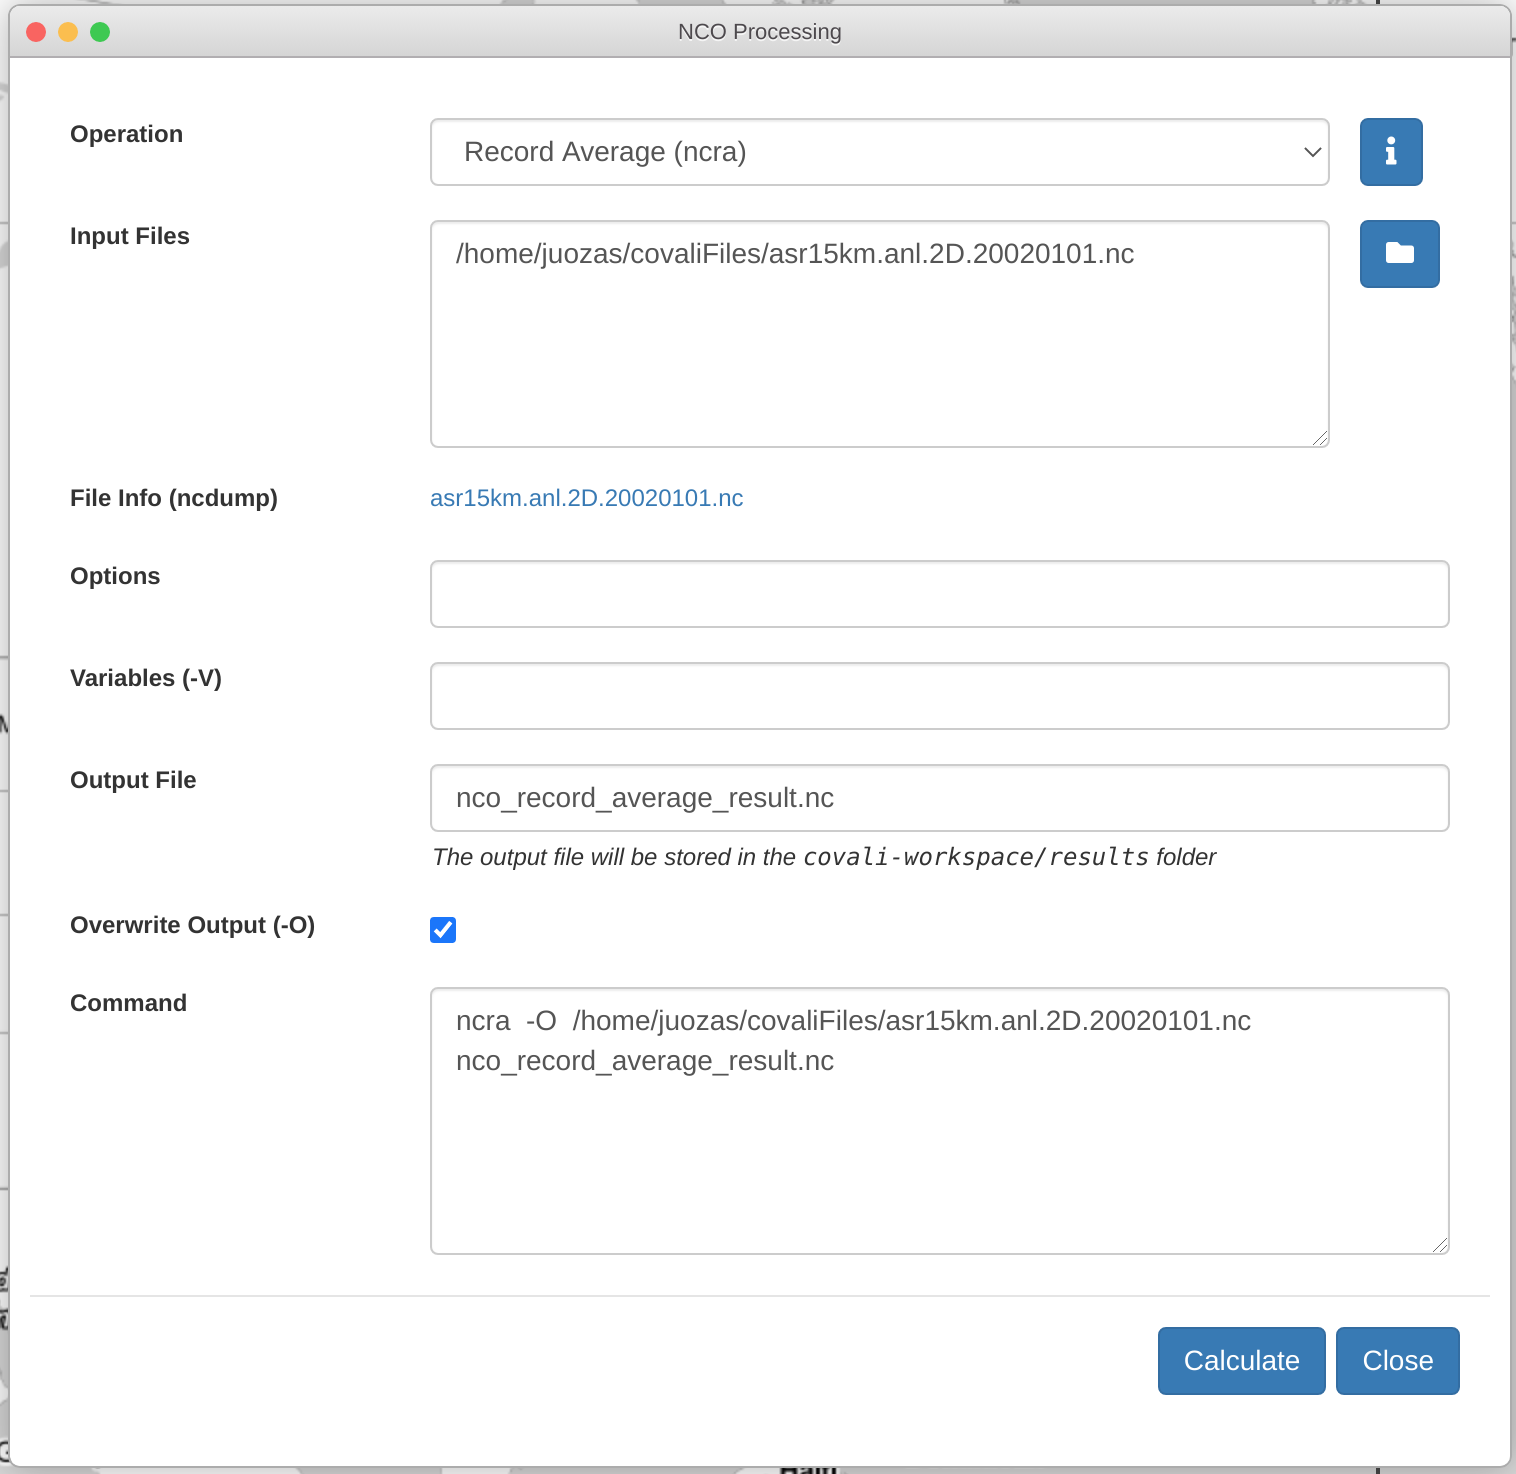 NCO Processing
Operation
Record Average (ncra)
Input Files
/home/juozas/covaliFiles/asr15km.anl.2D.20020101.nc
File Info (ncdump)
asr15km.anl.2D.20020101.nc
Options
Variables (-V)
Output File
nco_record_average_result.nc
The output file will be stored in the covali-workspace/results folder
Overwrite Output (-O)
Command
ncra  -O  /home/juozas/covaliFiles/asr15km.anl.2D.20020101.nc
nco_record_average_result.nc
Calculate
Close